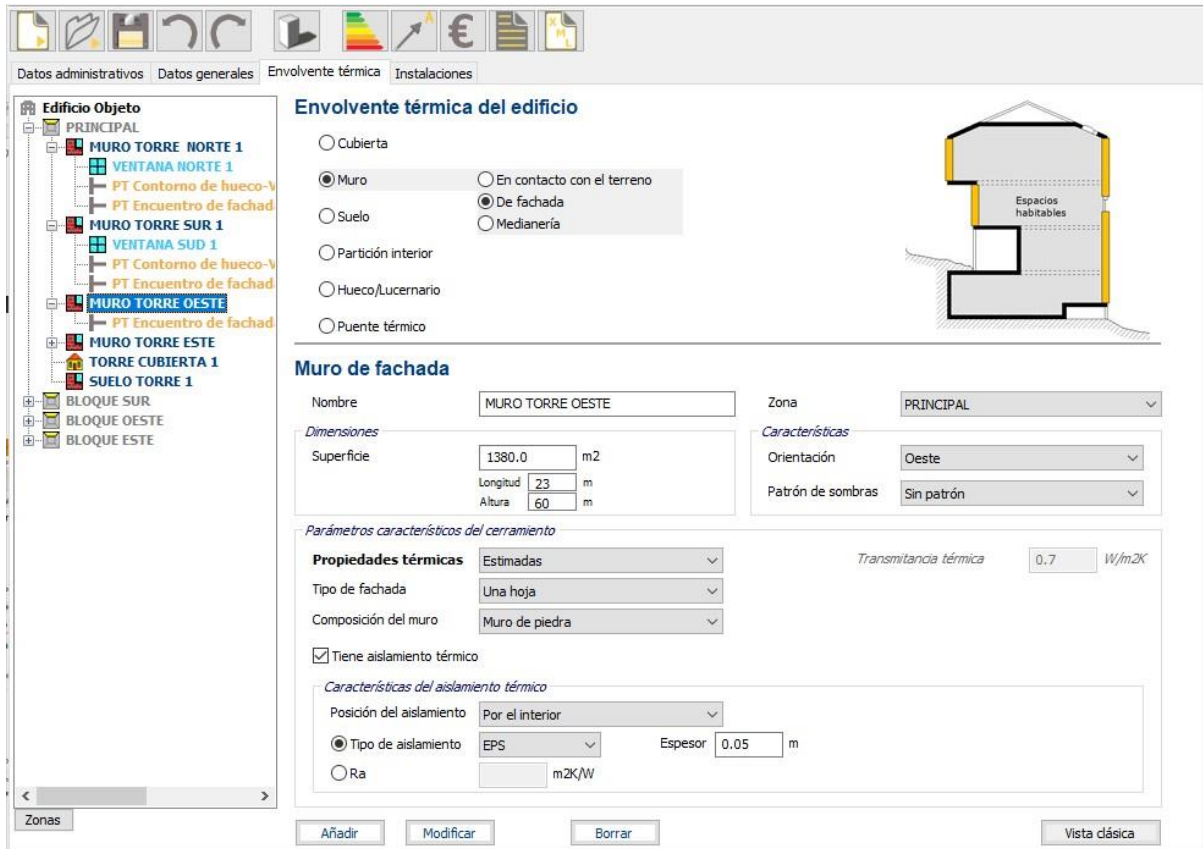 A
€
X
M
L
Datos administrativos Datos generales Envolvente térmica Instalaciones
Edificio Objeto
PRINCIPAL
MURO TORRE NORTE 1
VENTANA NORTE 1
PT Contorno de hueco-V
PT Encuentro de fachad
MURO TORRE SUR 1
VENTANA SUD 1
PT Contorno de hueco-V
PT Encuentro de fachad
MURO TORRE OESTE
PT Encuentro de fachad
MURO TORRE ESTE
TORRE CUBIERTA 1
SUELO TORRE 1
BLOQUE SUR
BLOQUE OESTE
BLOQUE ESTE
Zonas
Envolvente térmica del edificio
Cubierta
Muro En contacto con el terreno
De fachada
Suelo Medianería
Partición interior
Hueco/Lucernario
Puente térmico
Espacios
habitables
Muro de fachada
Nombre MURO TORRE OESTE Zona PRINCIPAL
Dimensiones Características
Superficie 1380.0 m2 Orientación Oeste
Longitud 23 m
Altura 60 m Patrón de sombras Sin patrón
Parámetros característicos del cerramiento
Propiedades térmicas Estimadas Transmitancia térmica 0.7 W/m2K
Tipo de fachada Una hoja
Composición del muro Muro de piedra
Tiene aislamiento térmico
Características del aislamiento térmico
Posición del aislamiento Por el interior
Tipo de aislamiento EPS Espesor 0.05 m
Ra m2K/W
Añadir Modificar Borrar Vista clásica